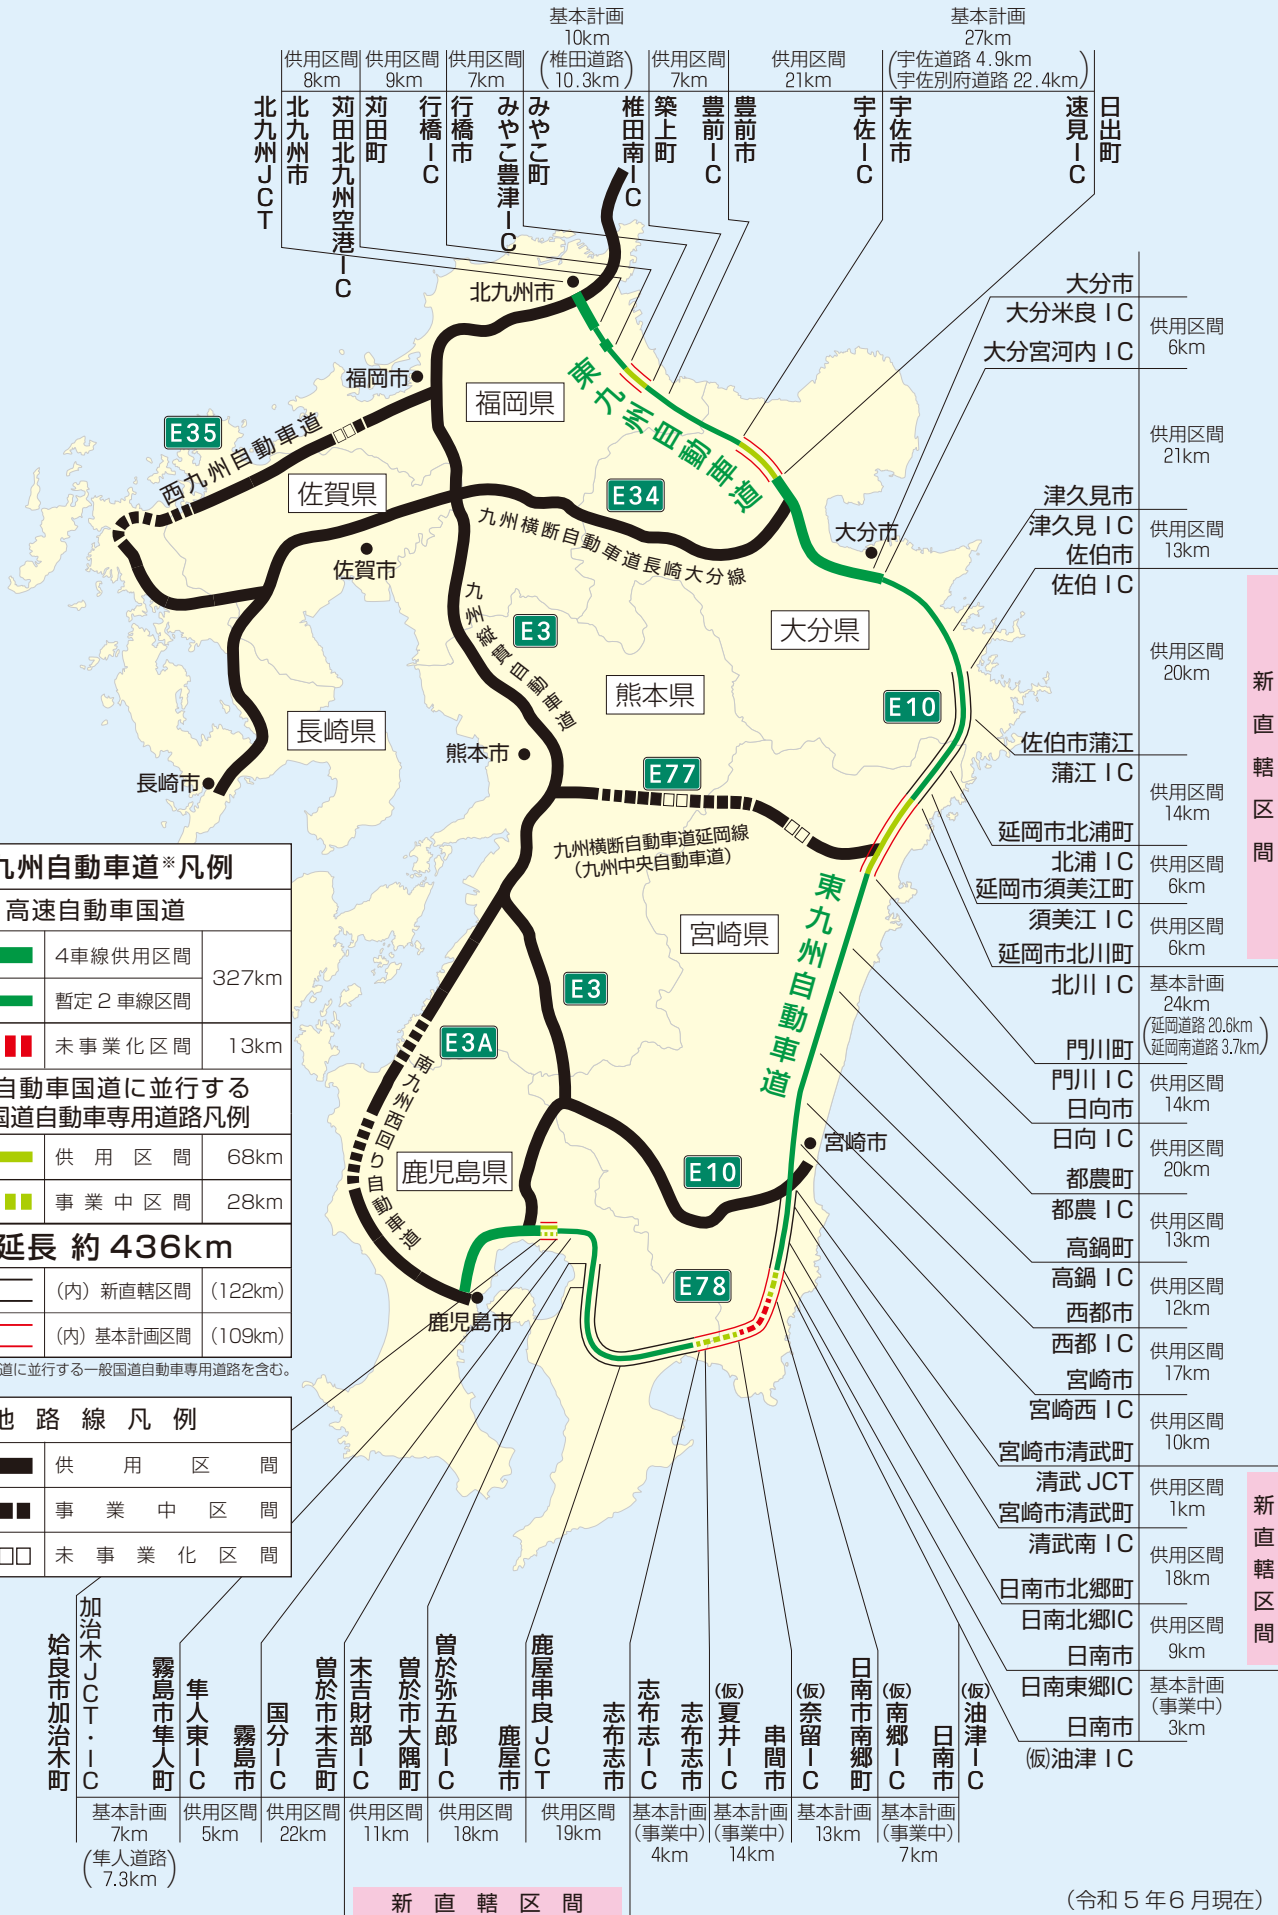 基本計画
10km
(椎田道路)
10.3km
基本計画
27km
(宇佐道路 4.9km
宇佐別府道路 22.4km)
供用区間
8km
供用区間
9km
供用区間
7km
供用区間
7km
供用区間
21km
北九州JCT
北九州市
苅田北九州空港IC
苅田町
行橋IC
行橋市
みやこ豊津IC
みやこ町
椎田南IC
築上町
豊前IC
豊前市
宇佐IC
宇佐市
速見IC
日出町
北九州市
福岡市
福岡県
東九州自動車道
E35
西九州自動車道
佐賀県
佐賀市
E34
九州横断自動車道長崎大分線
大分市
大分県
E3
九州縦貫自動車道
熊本県
E10
長崎県
長崎市
熊本市
E77
九州横断自動車道延岡線
(九州中央自動車道)
東九州自動車道
宮崎県
E3
E3A
南九州西回り自動車道
宮崎市
鹿児島県
E10
E78
鹿児島市
大分市
大分米良 IC
供用区間
6km
大分宮河内 IC
供用区間
21km
津久見市
津久見 IC
供用区間
13km
佐伯市
佐伯 IC
供用区間
20km
新直轄区間
佐伯市蒲江
蒲江 IC
供用区間
14km
延岡市北浦町
北浦 IC
供用区間
6km
延岡市須美江町
須美江 IC
供用区間
6km
延岡市北川町
北川 IC
基本計画
24km
(延岡道路 20.6km
延岡南道路 3.7km)
門川町
門川 IC
供用区間
14km
日向市
日向 IC
供用区間
20km
都農町
都農 IC
供用区間
13km
高鍋町
高鍋 IC
供用区間
12km
西都市
西都 IC
供用区間
17km
宮崎市
宮崎西 IC
供用区間
10km
宮崎市清武町
清武 JCT
供用区間
1km
新直轄区間
宮崎市清武町
清武南 IC
供用区間
18km
日南市北郷町
日南北郷IC
供用区間
9km
日南市
日南東郷IC
基本計画
(事業中)
3km
日南市
(仮)油津 IC
九州自動車道※凡例
高速自動車国道
4車線供用区間
327km
暫定2車線区間
未事業化区間 13km
自動車国道に並行する
国道自動車専用道路凡例
供用区間 68km
事業中区間 28km
延長 約436km
(内) 新直轄区間 (122km)
(内) 基本計画区間 (109km)
道に並行する一般国道自動車専用道路を含む。
他路線凡例
供用区間
事業中区間
未事業化区間
姶良市加治木町
加治木JCT・IC
霧島市隼人町
隼人東IC
霧島市
国分IC
曽於市末吉町
末吉財部IC
曽於市大隅町
曽於弥五郎IC
鹿屋市
鹿屋串良JCT
志布志市
志布志IC
志布志市
(仮)夏井IC
串間市
(仮)奈留IC
日南市南郷町
(仮)南郷IC
日南市
(仮)油津IC
基本計画
7km
(隼人道路)
7.3km
供用区間
5km
供用区間
22km
供用区間
11km
供用区間
18km
供用区間
19km
基本計画
(事業中)
4km
基本計画
(事業中)
14km
基本計画
13km
基本計画
(事業中)
7km
新直轄区間
(令和5年6月現在)